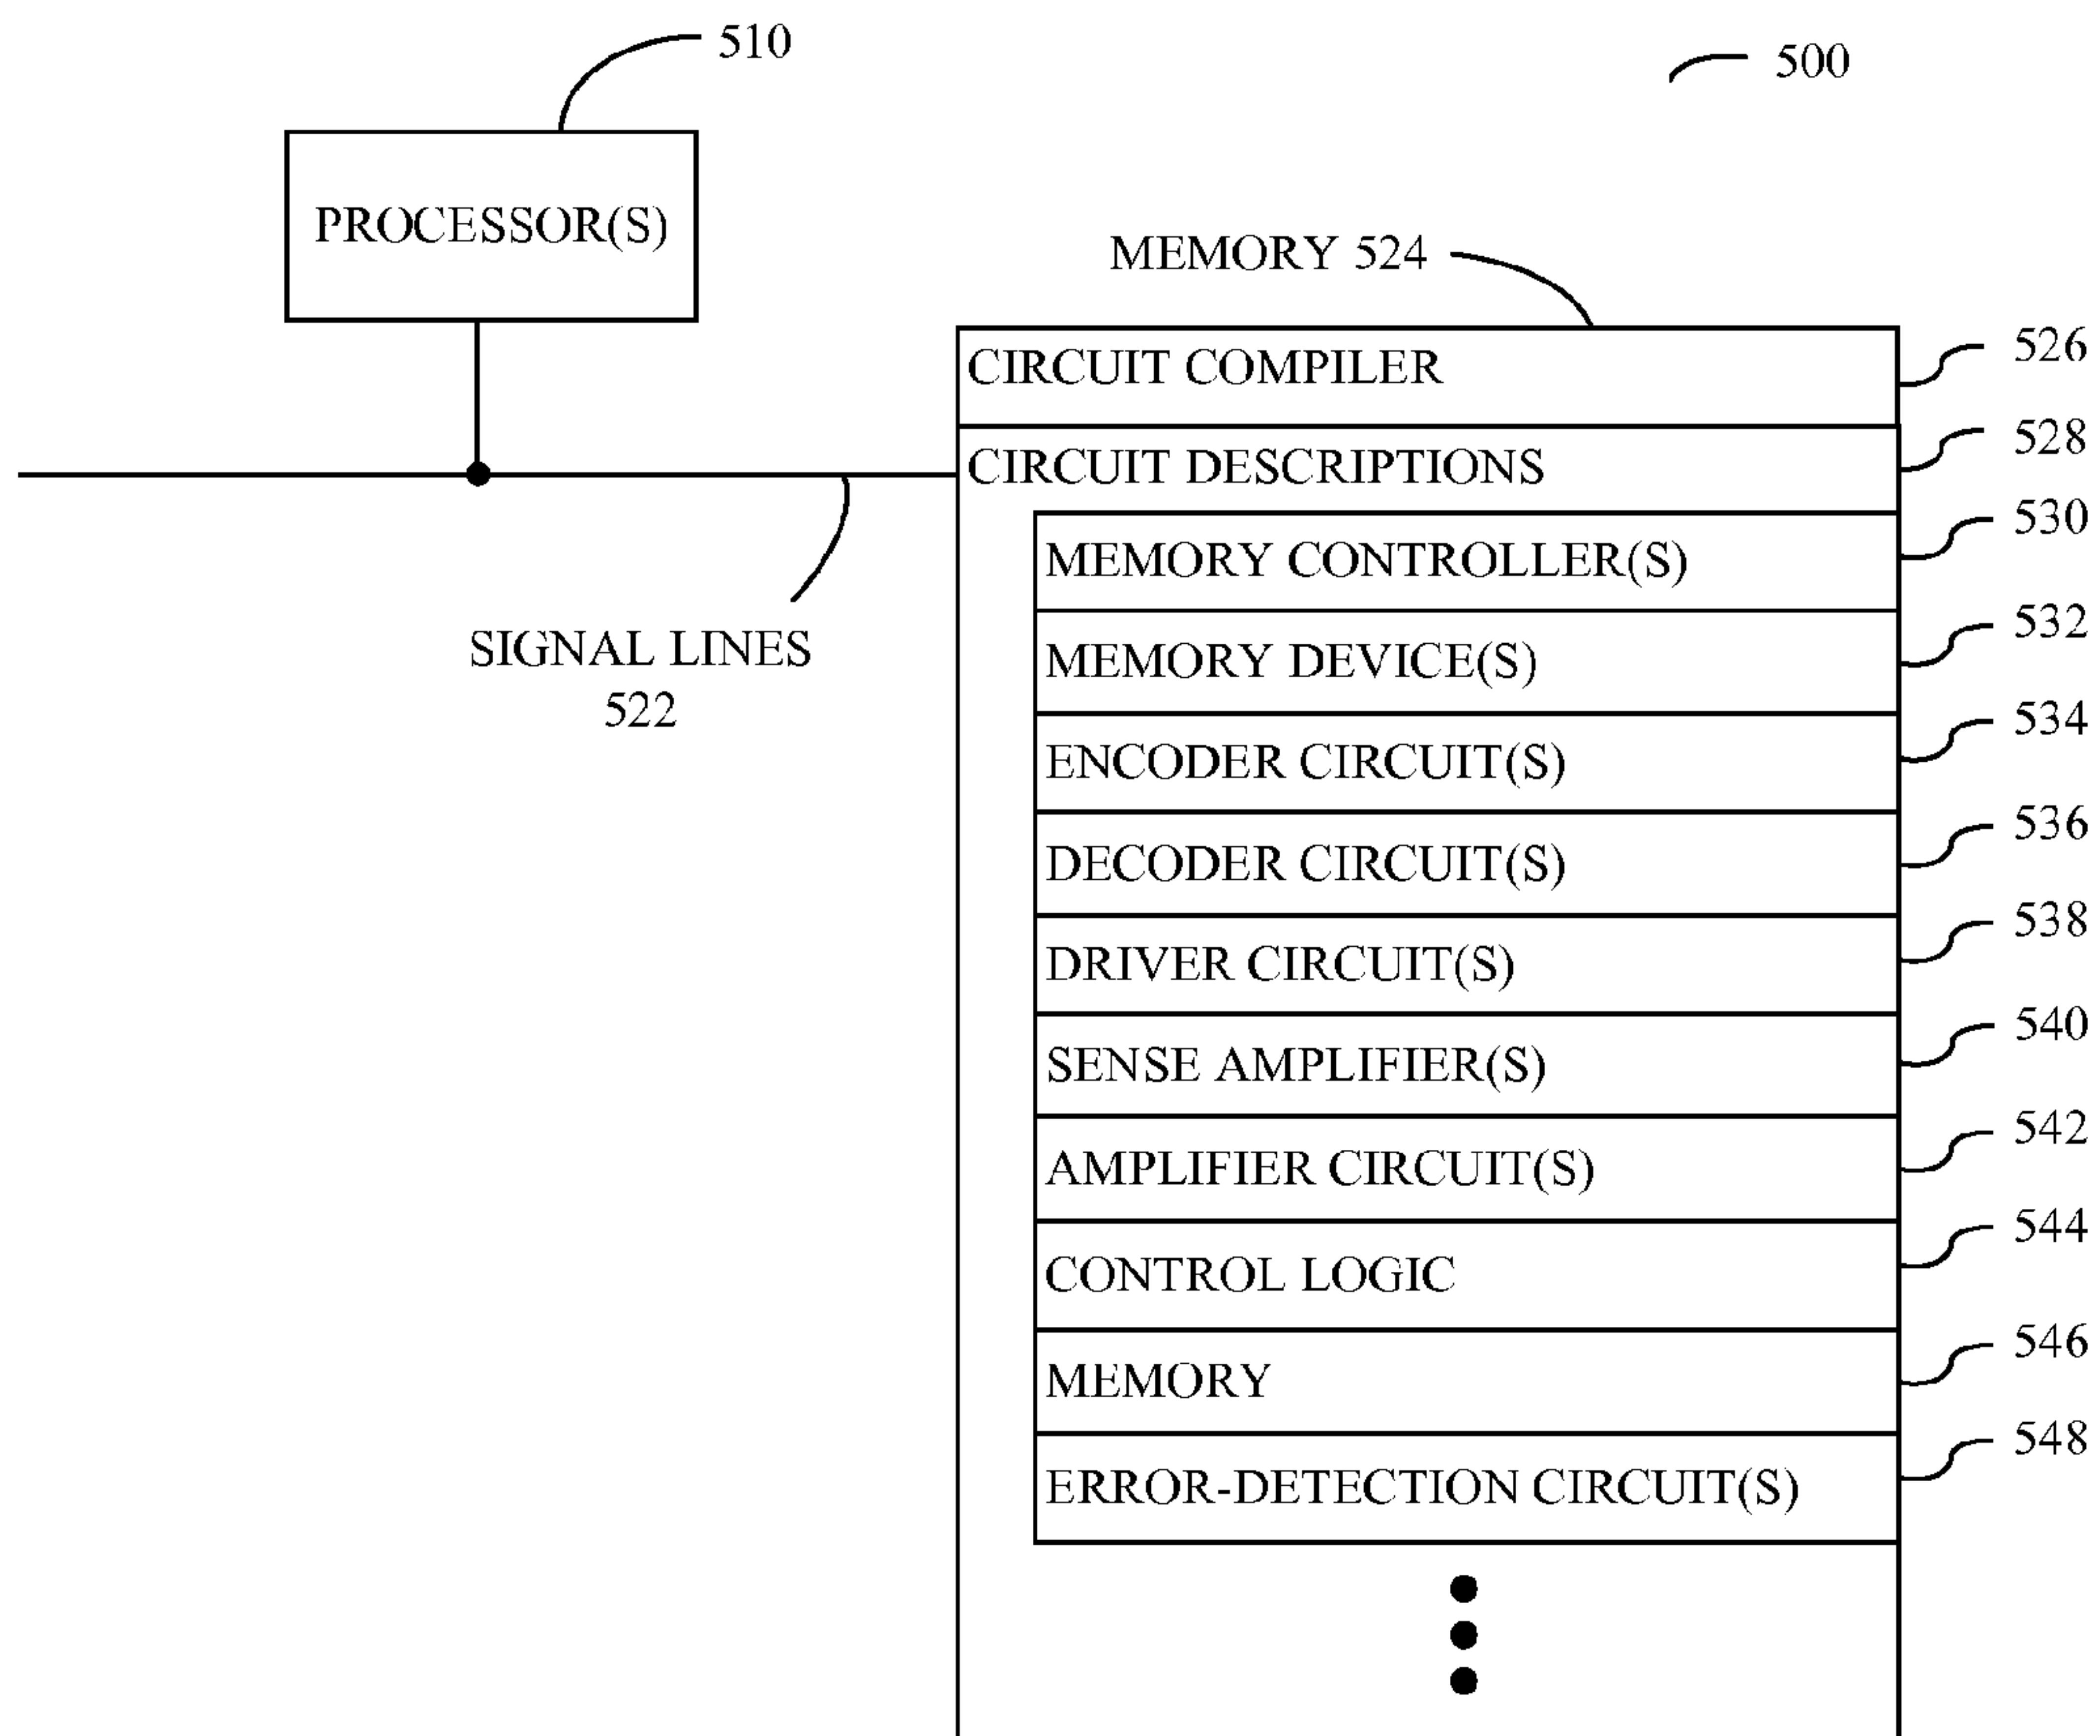 510
500
PROCESSOR(S)
MEMORY 524
CIRCUIT COMPILER
526
CIRCUIT DESCRIPTIONS
528
MEMORY CONTROLLER(S)
530
SIGNAL LINES
522
MEMORY DEVICE(S)
532
ENCODER CIRCUIT(S)
534
DECODER CIRCUIT(S)
536
DRIVER CIRCUIT(S)
538
SENSE AMPLIFIER(S)
540
AMPLIFIER CIRCUIT(S)
542
CONTROL LOGIC
544
MEMORY
546
ERROR-DETECTION CIRCUIT(S)
548